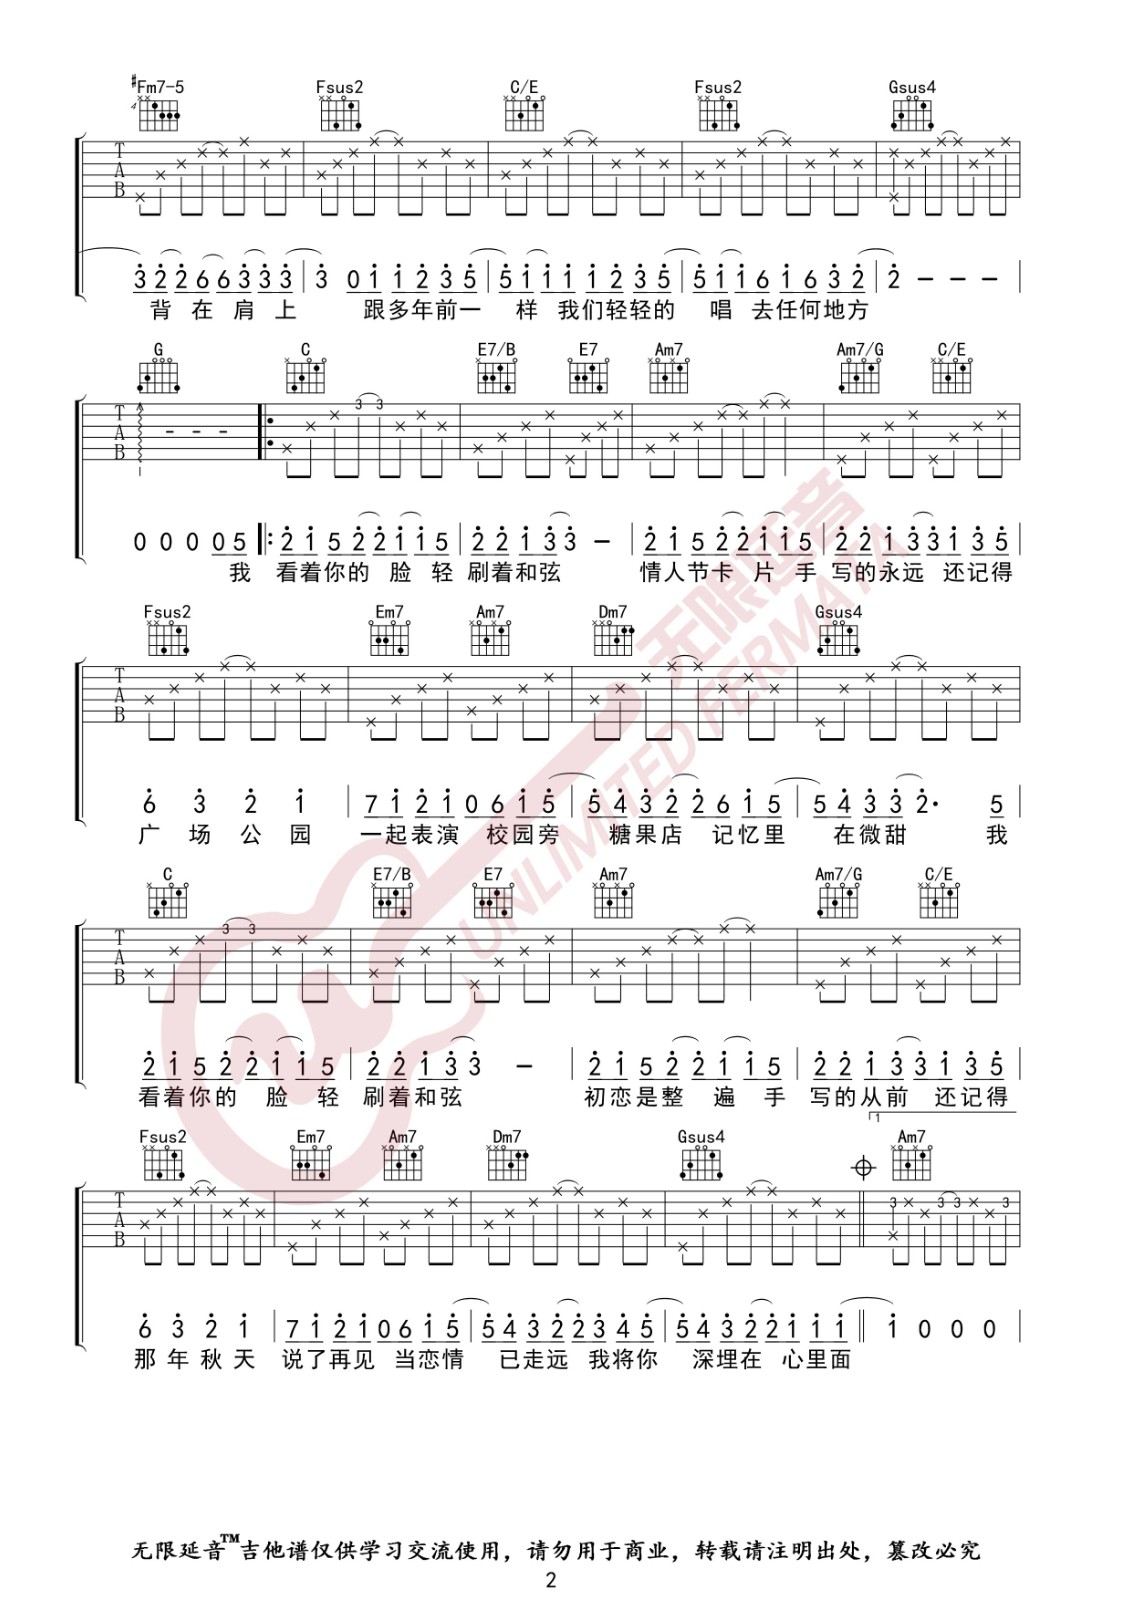 #Fm7-5 Fsus2 C/E Fsus2 Gsus4
4
T A B
3 2 2 6 6 3 3 3 | 3 0 1 1 2 3 5 | 5 1 1 1 1 2 3 5 | 5 1 1 6 1 6 3 2 | 2 - - - |
背 在 肩 上 跟多年前一 样 我们轻轻的 唱 去任何地方
G C E7/B E7 Am7 Am7/G C/E
T A B - - - 3 3
0 0 0 0 5 |: 2 1 5 2 2 1 1 5 | 2 2 1 3 3 - | 2 1 5 2 2 1 1 5 | 2 2 1 3 3 1 3 5 |
我 看着你的 脸 轻 刷着和弦 情人节卡 片 手 写的永远 还记得
Fsus2 Em7 Am7 Dm7 Gsus4
T A B
6 3 2 1 | 7 1 2 1 0 6 1 5 | 5 4 3 2 2 6 1 5 | 5 4 3 3 2· 5
广 场 公 园 一起表演 校园旁 糖果店 记忆里 在微甜 我
C E7/B E7 Am7 Am7/G C/E
T A B 3 3
2 1 5 2 2 1 1 5 | 2 2 1 3 3 - | 2 1 5 2 2 1 1 5 | 2 2 1 3 3 1 3 5 |
看着你的 脸 轻 刷着和弦 初恋是整 遍 手 写的从前 还记得
1
Fsus2 Em7 Am7 Dm7 Gsus4 Am7
T A B 3 3 3 3
6 3 2 1 | 7 1 2 1 0 6 1 5 | 5 4 3 2 2 3 4 5 | 5 4 3 2 2 1 1 1 || 1 0 0 0 |
那 年 秋 天 说了再见 当恋情 已走远 我将你 深埋在 心里面
无限延音
UNLIMITED FERMATA
无限延音™吉他谱仅供学习交流使用，请勿用于商业，转载请注明出处，篡改必究
2